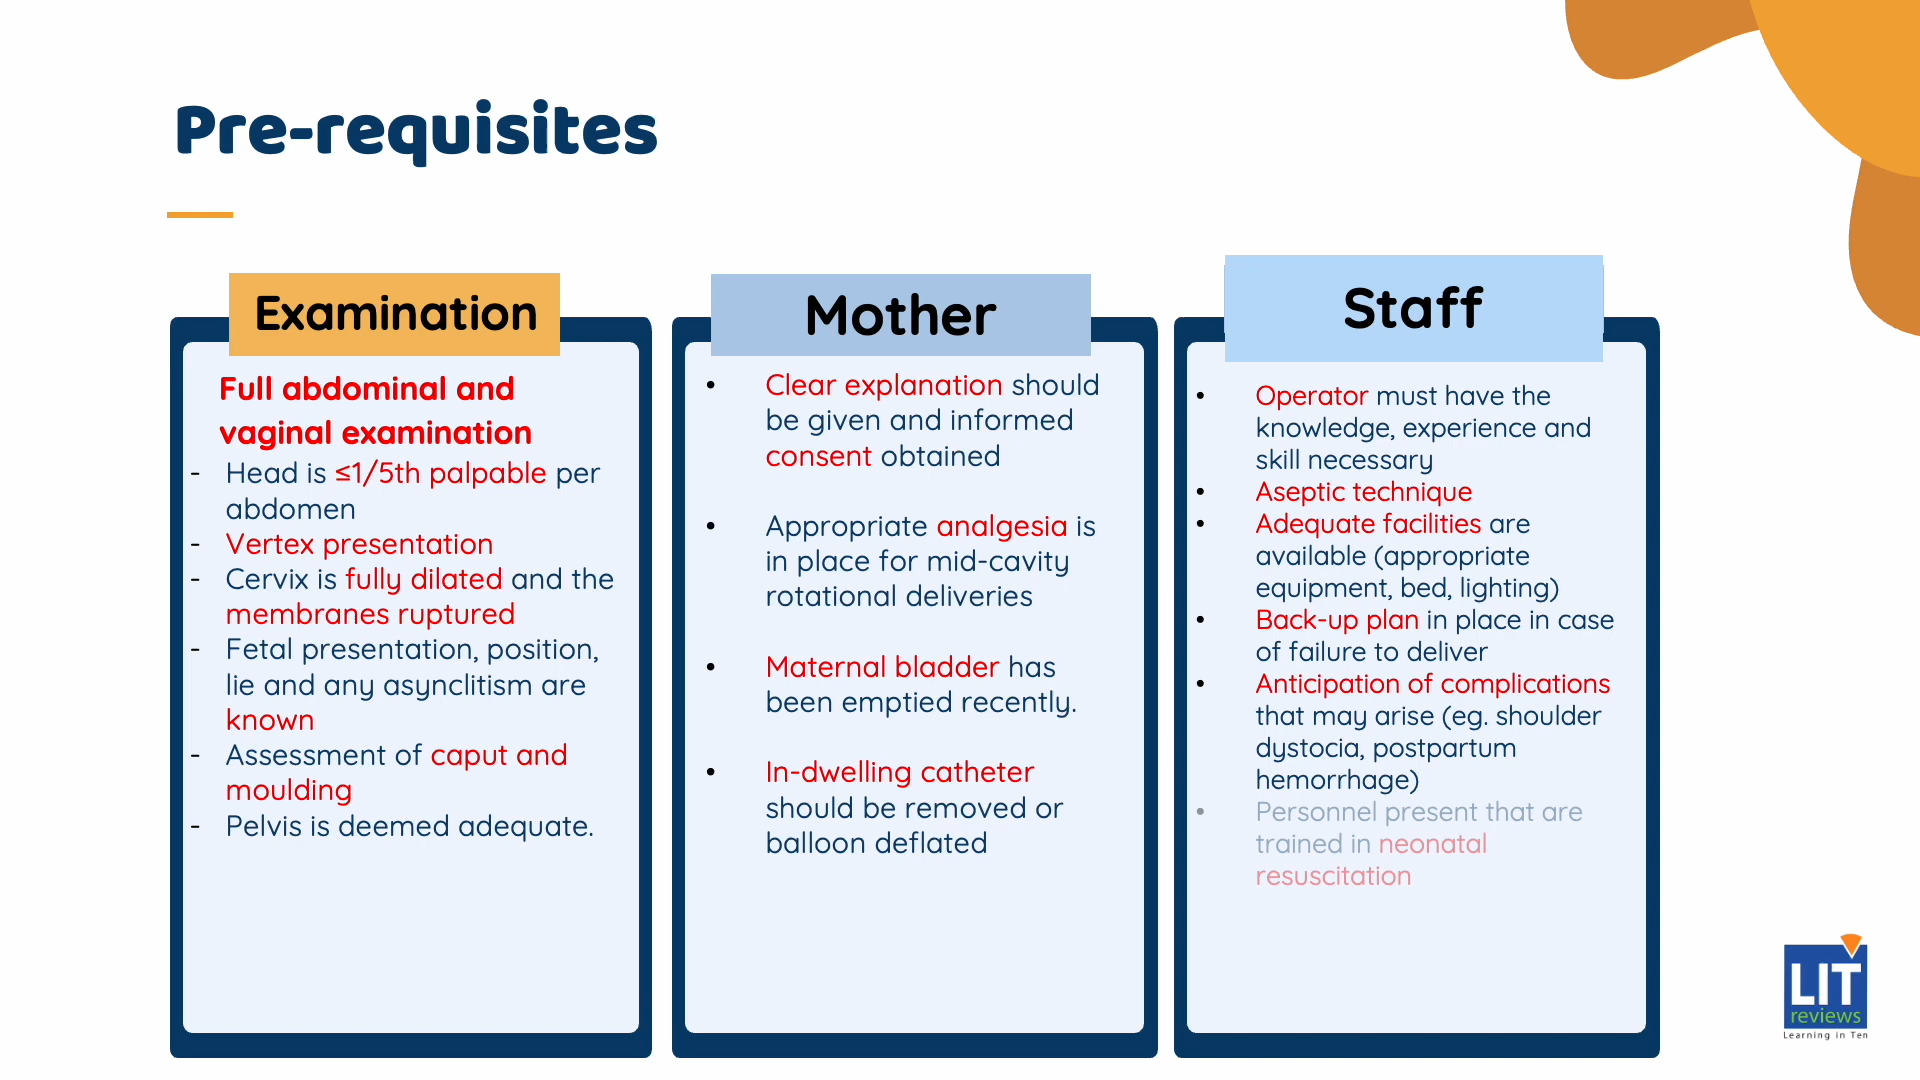 Pre-requisites
Examination
Full abdominal and
vaginal examination
- Head is ≤1/5th palpable per
abdomen
- Vertex presentation
- Cervix is fully dilated and the
membranes ruptured
- Fetal presentation, position,
lie and any asynclitism are
known
- Assessment of caput and
moulding
- Pelvis is deemed adequate.
Mother
• Clear explanation should
be given and informed
consent obtained
• Appropriate analgesia is
in place for mid-cavity
rotational deliveries
• Maternal bladder has
been emptied recently.
• In-dwelling catheter
should be removed or
balloon deflated
Staff
• Operator must have the
knowledge, experience and
skill necessary
• Aseptic technique
• Adequate facilities are
available (appropriate
equipment, bed, lighting)
• Back-up plan in place in case
of failure to deliver
• Anticipation of complications
that may arise (eg. shoulder
dystocia, postpartum
hemorrhage)
• Personnel present that are
trained in neonatal
resuscitation
LIT
reviews
Learning in Ten